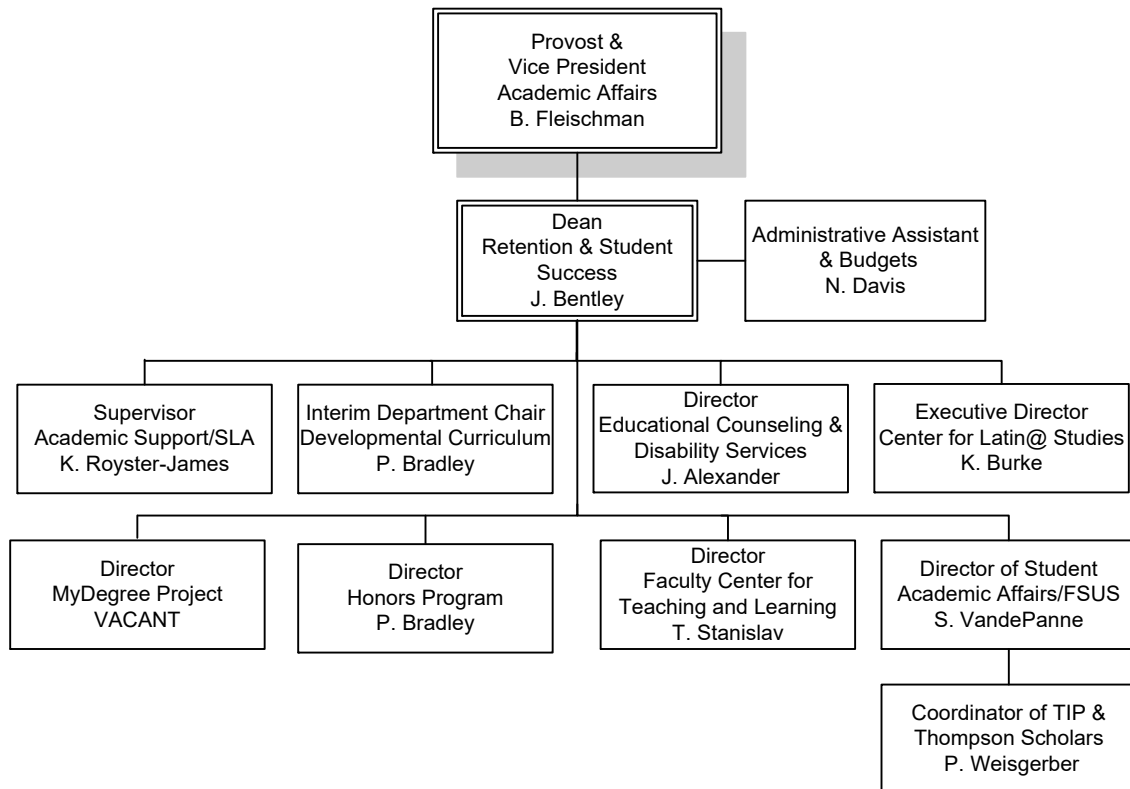 Provost &
Vice President
Academic Affairs
B. Fleischman
Dean
Retention & Student
Success
J. Bentley
Administrative Assistant
& Budgets
N. Davis
Supervisor
Academic Support/SLA
K. Royster-James
Interim Department Chair
Developmental Curriculum
P. Bradley
Director
Educational Counseling &
Disability Services
J. Alexander
Executive Director
Center for Latin@ Studies
K. Burke
Director
MyDegree Project
VACANT
Director
Honors Program
P. Bradley
Director
Faculty Center for
Teaching and Learning
T. Stanislav
Director of Student
Academic Affairs/FSUS
S. VandePanne
Coordinator of TIP &
Thompson Scholars
P. Weisgerber